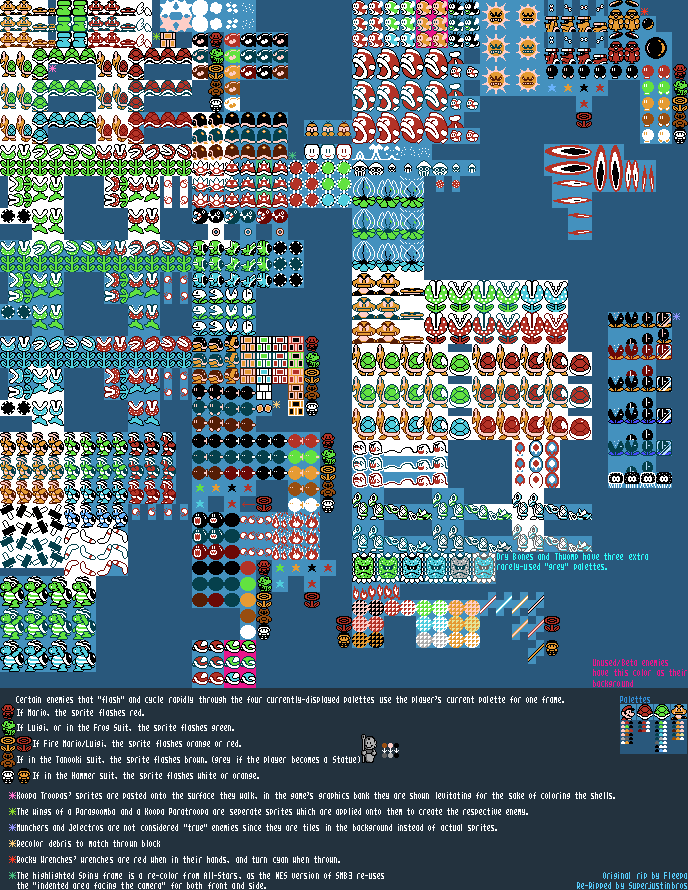 Dry Bones and Thwomp have three extra
rarely-used "grey" palettes.
Unused/Beta enemies
have this color as their
background
Certain enemies that "flash" and cycle rapidly through the four currently-displayed palettes use the player's current palette for one frame.
If Mario, the sprite flashes red.
If Luigi, or in the Frog Suit, the sprite flashes green.
If Fire Mario/Luigi, the sprite flashes orange or red.
If in the Tanooki suit, the sprite flashes brown. (grey if the player becomes a Statue)
If in the Hammer suit, the sprite flashes white or orange.
Palettes
*Koopa Troopas' sprites are pasted onto the surface they walk, in the game's graphics bank they are shown levitating for the sake of coloring the shells.
*The wings of a Paragoomba and a Koopa Paratroopa are seperate sprites which are applied onto them to create the respective enemy.
*Munchers and Jelectros are not considered "true" enemies since they are tiles in the background instead of actual sprites.
*Recolor debris to match thrown block
*Rocky Wrenches' wrenches are red when in their hands, and turn cyan when thrown.
*The highlighted Spiny frame is a re-color from All-Stars, as the NES version of SMB3 re-uses
the "indented area facing the camera" for both front and side.
Original rip by Fleepa
Re-Ripped by Superjustinbros